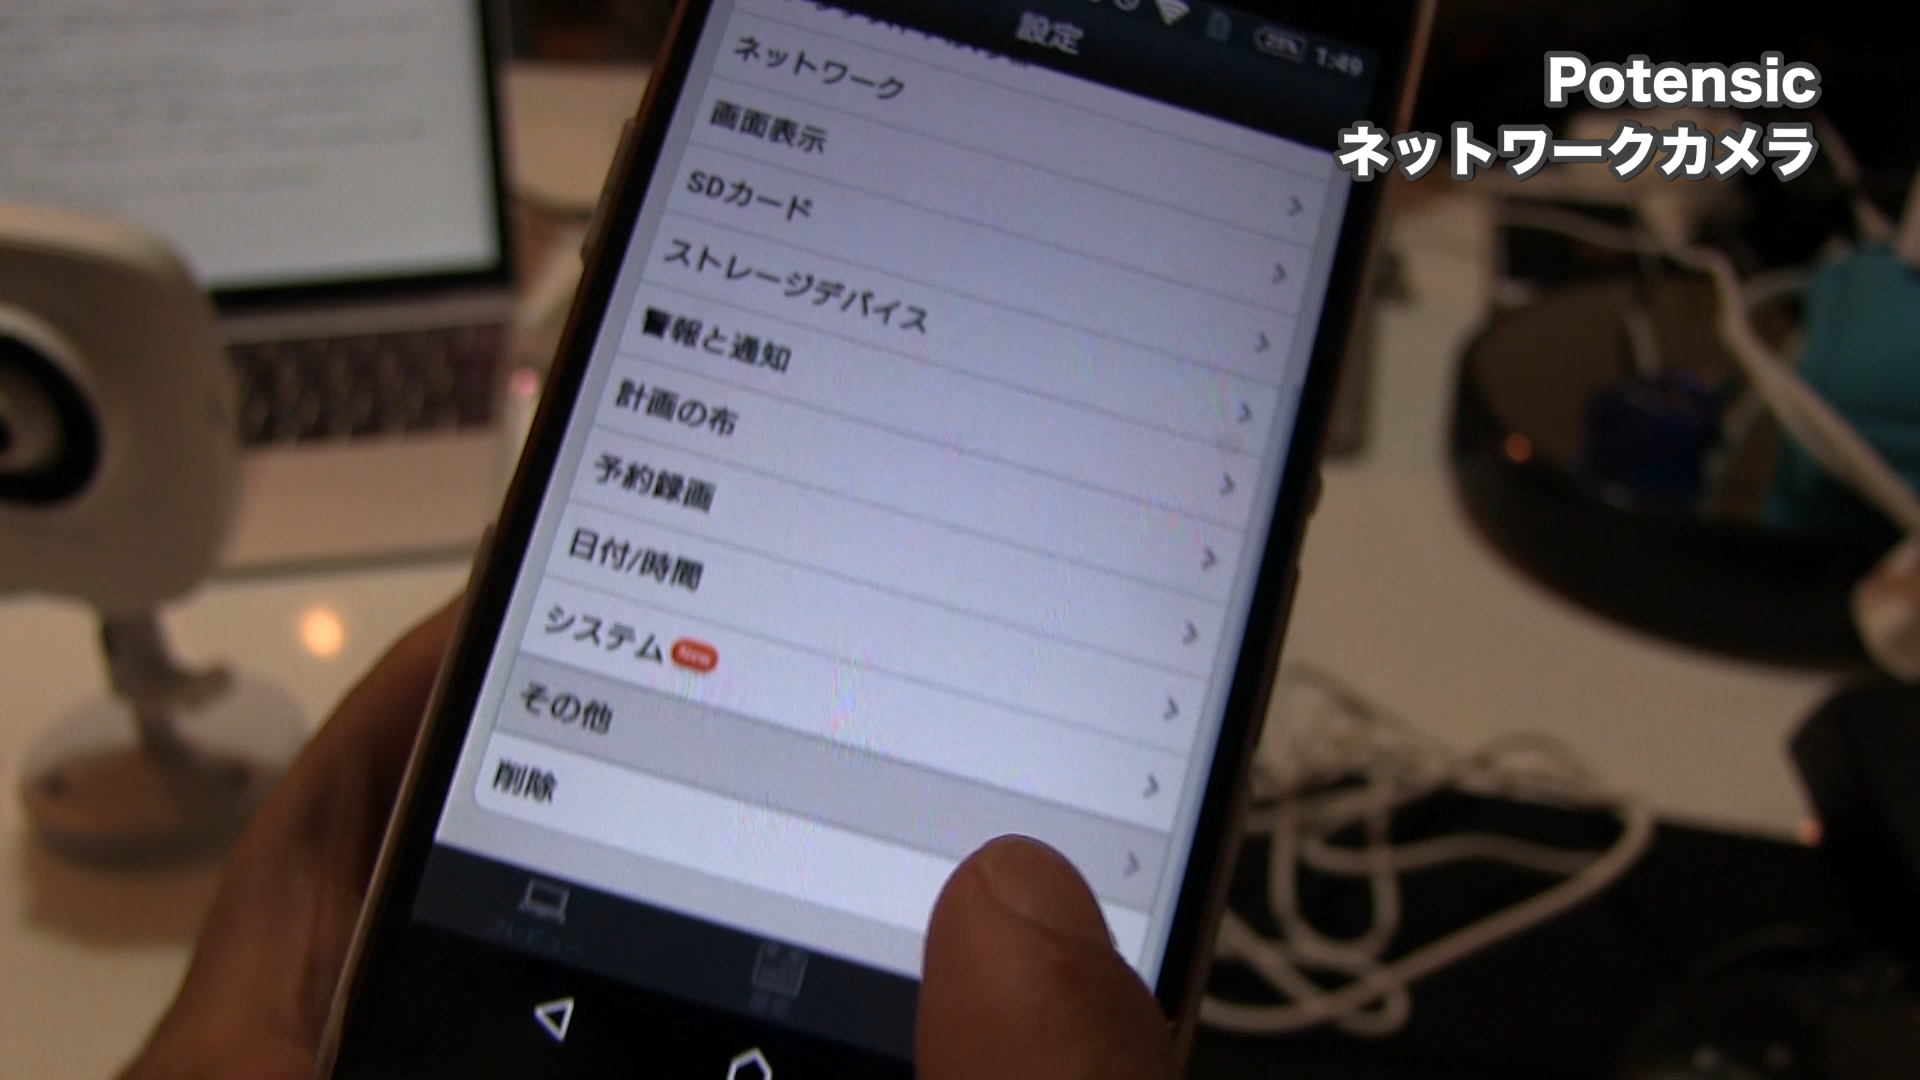 Potensic
ネットワークカメラ
設定
1:49
ネットワーク
画面表示
SDカード
ストレージデバイス
警報と通知
計画の布
予約録画
日付/時間
システム New
その他
削除